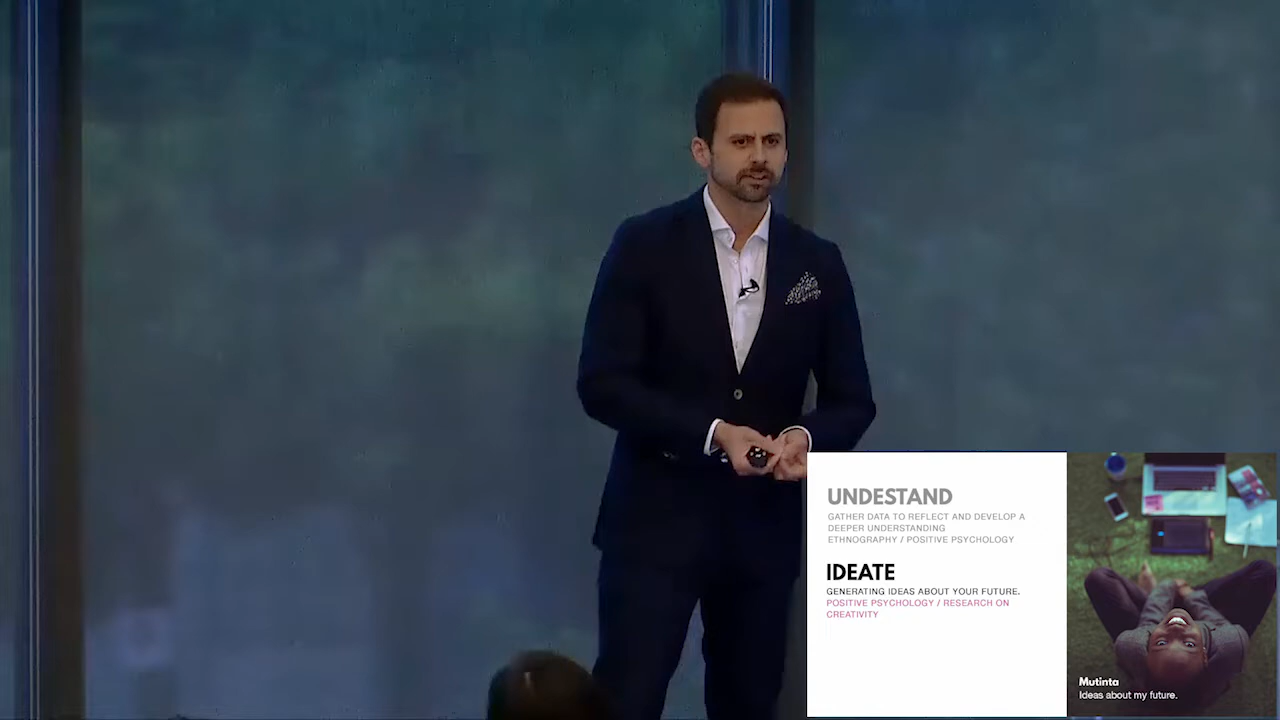 UNDESTAND
GATHER DATA TO REFLECT AND DEVELOP A
DEEPER UNDERSTANDING
ETHNOGRAPHY / POSITIVE PSYCHOLOGY
IDEATE
GENERATING IDEAS ABOUT YOUR FUTURE.
POSITIVE PSYCHOLOGY / RESEARCH ON
CREATIVITY
Mutinta
Ideas about my future.